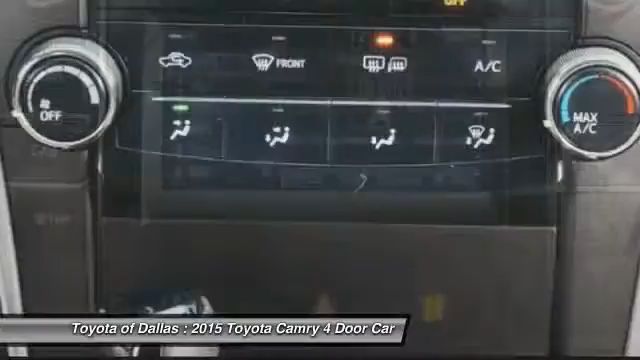 OFF
FRONT
A/C
OFF
MAX
A/C
Toyota of Dallas : 2015 Toyota Camry 4 Door Car